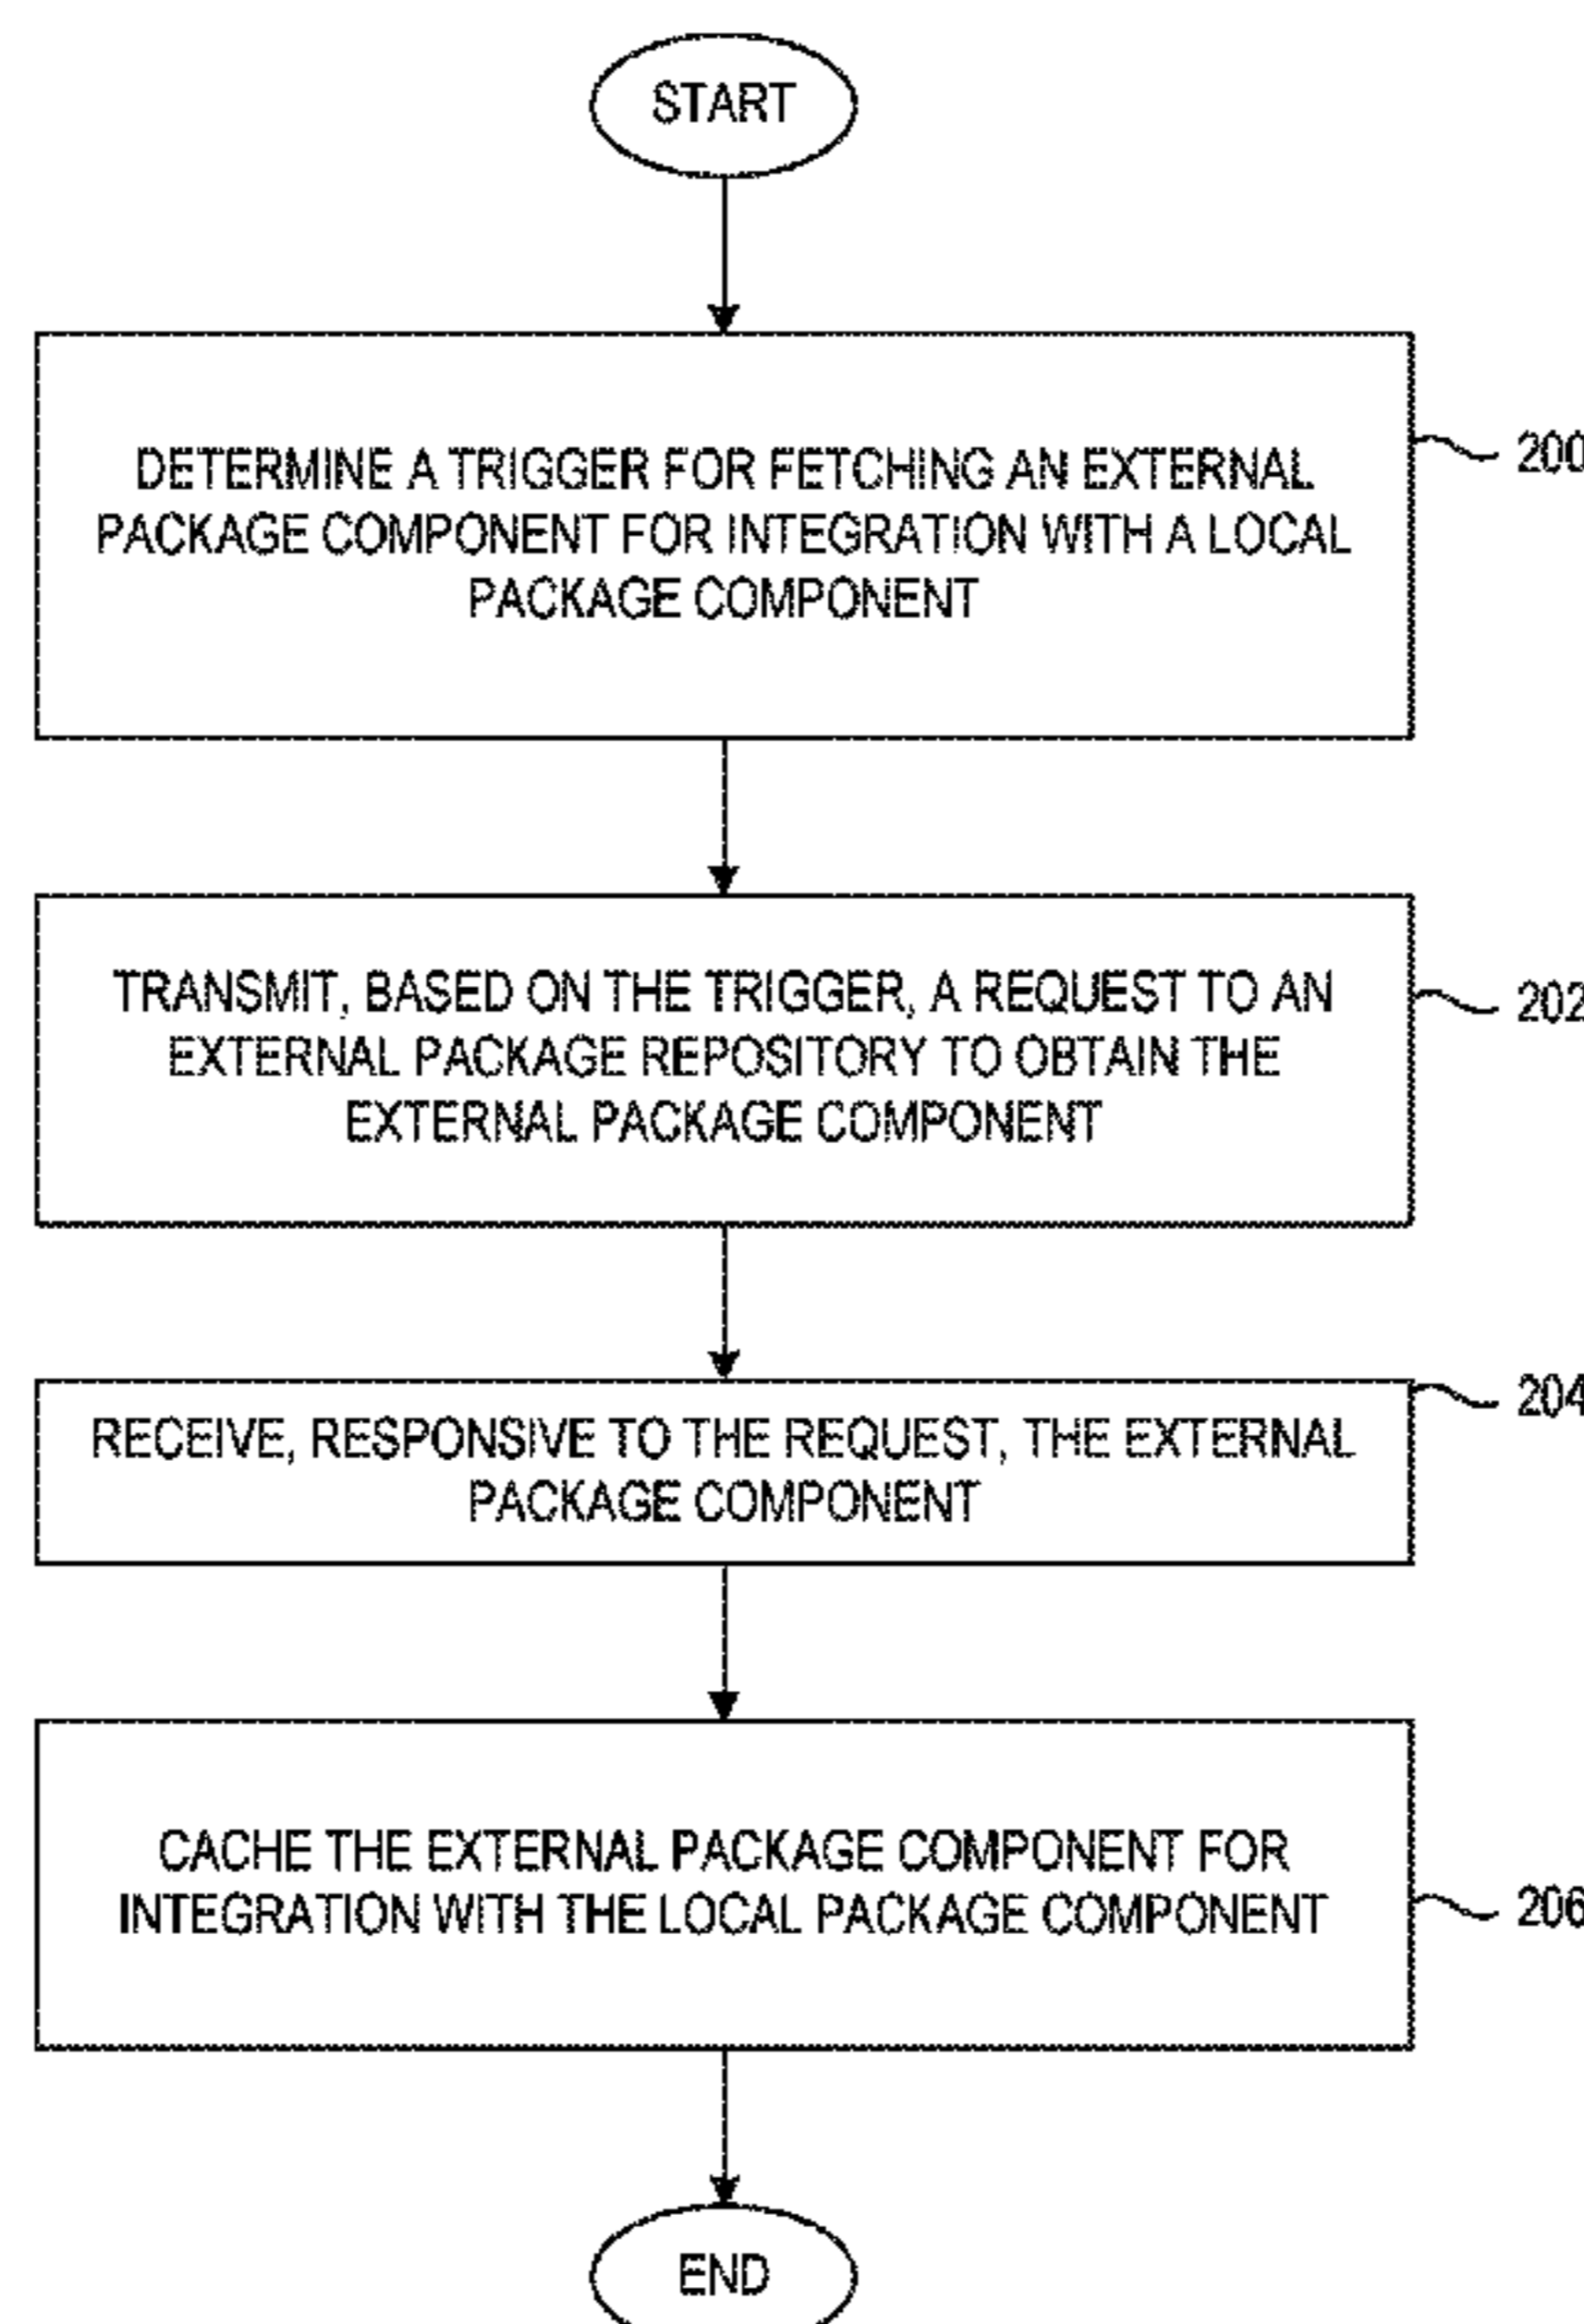 START
DETERMINE A TRIGGER FOR FETCHING AN EXTERNAL
PACKAGE COMPONENT FOR INTEGRATION WITH A LOCAL
PACKAGE COMPONENT
200
TRANSMIT, BASED ON THE TRIGGER, A REQUEST TO AN
EXTERNAL PACKAGE REPOSITORY TO OBTAIN THE
EXTERNAL PACKAGE COMPONENT
202
RECEIVE, RESPONSIVE TO THE REQUEST, THE EXTERNAL
PACKAGE COMPONENT
204
CACHE THE EXTERNAL PACKAGE COMPONENT FOR
INTEGRATION WITH THE LOCAL PACKAGE COMPONENT
206
END